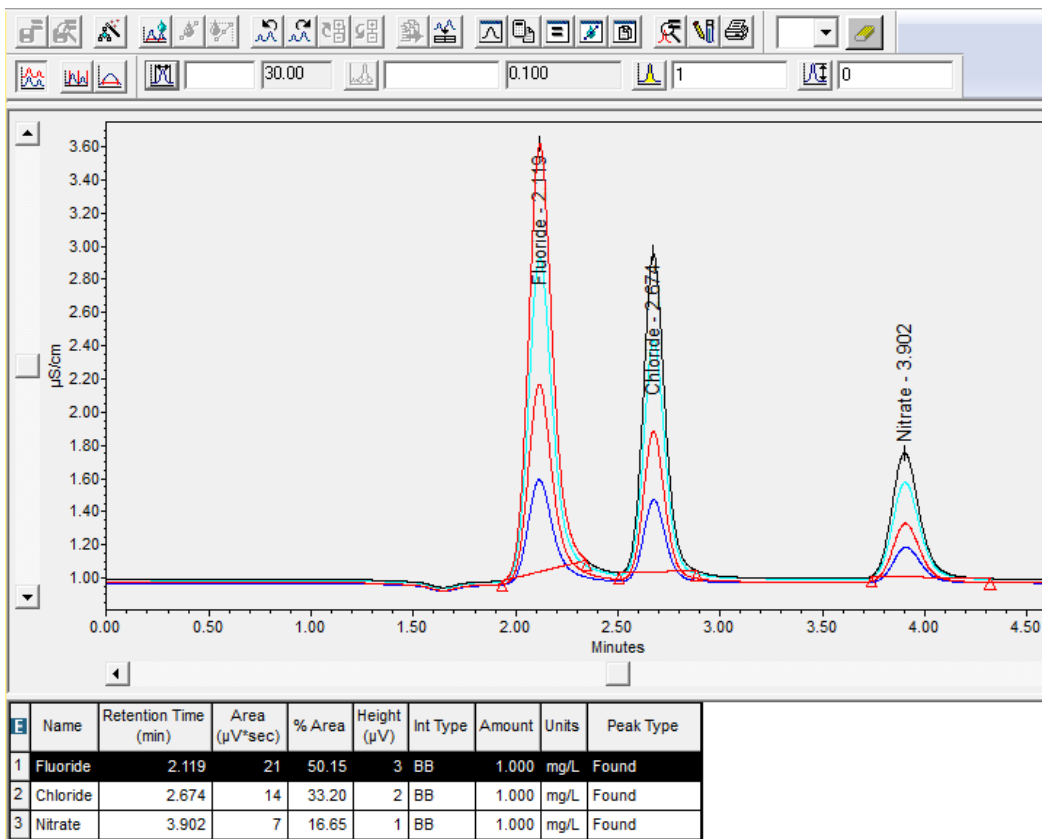 30.00 0.100 1 0
3.60
3.40
3.20
3.00
2.80
2.60
2.40
2.20
2.00
1.80
1.60
1.40
1.20
1.00
µS/cm
Fluoride - 2.119
Chloride - 2.674
Nitrate - 3.902
0.00 0.50 1.00 1.50 2.00 2.50 3.00 3.50 4.00 4.50
Minutes
E Name Retention Time (min) Area (µV*sec) % Area Height (µV) Int Type Amount Units Peak Type
1 Fluoride 2.119 21 50.15 3 BB 1.000 mg/L Found
2 Chloride 2.674 14 33.20 2 BB 1.000 mg/L Found
3 Nitrate 3.902 7 16.65 1 BB 1.000 mg/L Found